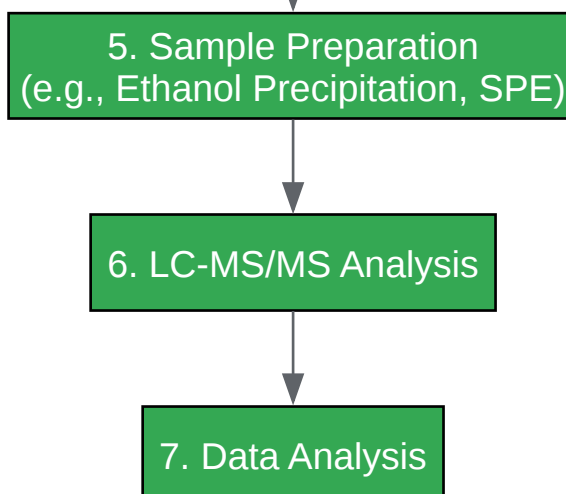 5. Sample Preparation
(e.g., Ethanol Precipitation, SPE)
6. LC-MS/MS Analysis
7. Data Analysis